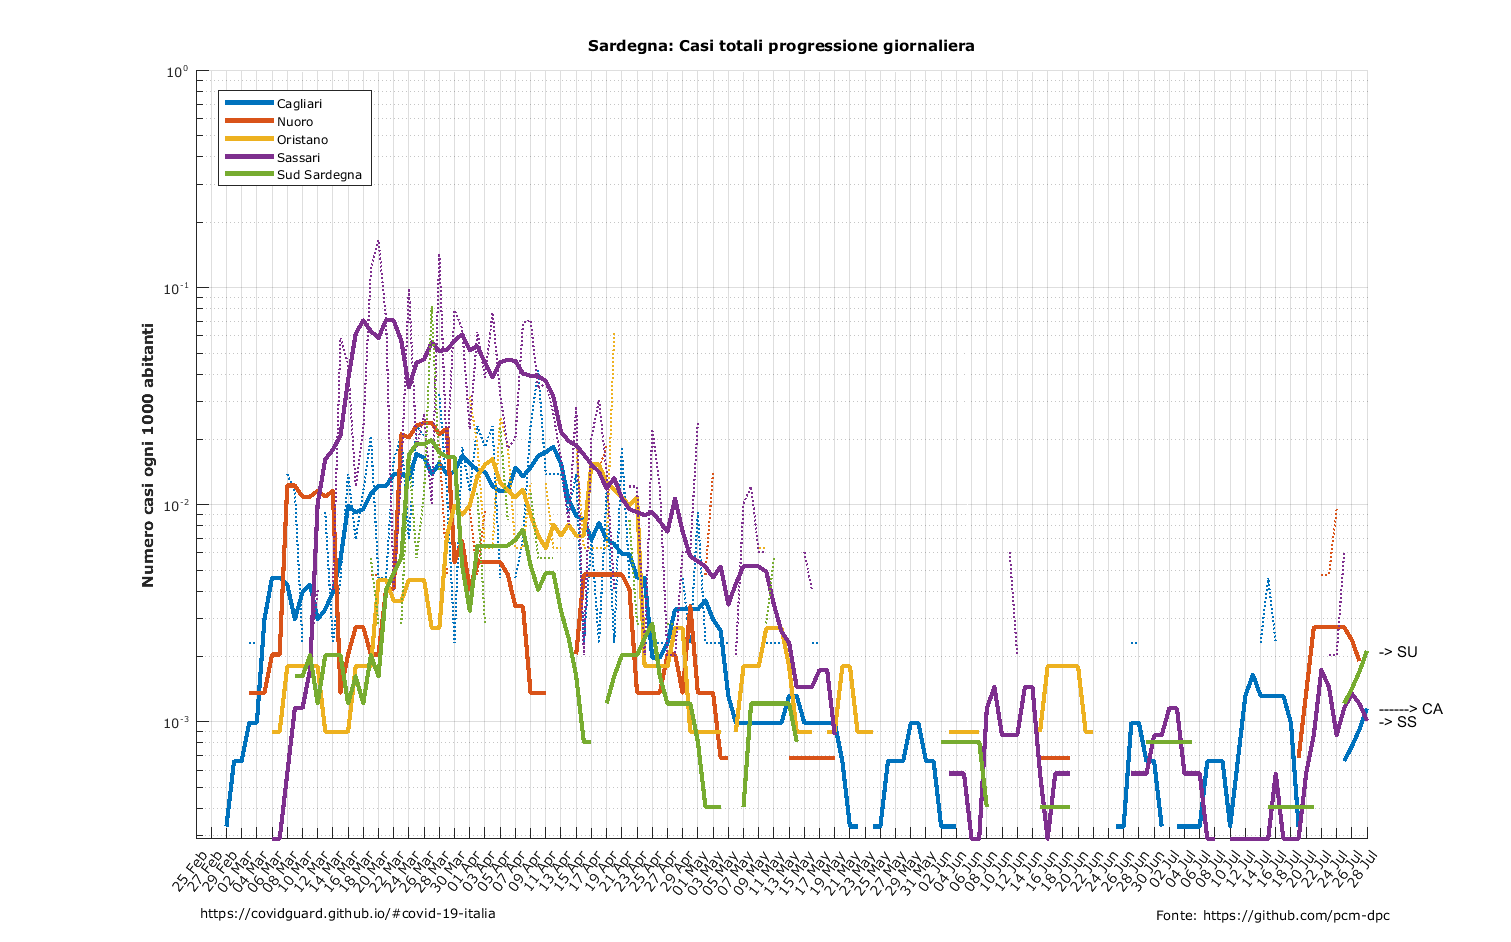 Sardegna: Casi totali progressione giornaliera
10⁰
10⁻¹
10⁻²
10⁻³
Numero casi ogni 1000 abitanti
Cagliari
Nuoro
Oristano
Sassari
Sud Sardegna
-> SU
------> CA
-> SS
25 Feb
27 Feb
29 Feb
02 Mar
04 Mar
06 Mar
08 Mar
10 Mar
12 Mar
14 Mar
16 Mar
18 Mar
20 Mar
22 Mar
24 Mar
26 Mar
28 Mar
30 Mar
01 Apr
03 Apr
05 Apr
07 Apr
09 Apr
11 Apr
13 Apr
15 Apr
17 Apr
19 Apr
21 Apr
23 Apr
25 Apr
27 Apr
29 Apr
01 May
03 May
05 May
07 May
09 May
11 May
13 May
15 May
17 May
19 May
21 May
23 May
25 May
27 May
29 May
31 May
02 Jun
04 Jun
06 Jun
08 Jun
10 Jun
12 Jun
14 Jun
16 Jun
18 Jun
20 Jun
22 Jun
24 Jun
26 Jun
28 Jun
30 Jun
02 Jul
04 Jul
06 Jul
08 Jul
10 Jul
12 Jul
14 Jul
16 Jul
18 Jul
20 Jul
22 Jul
24 Jul
26 Jul
28 Jul
https://covidguard.github.io/#covid-19-italia
Fonte: https://github.com/pcm-dpc